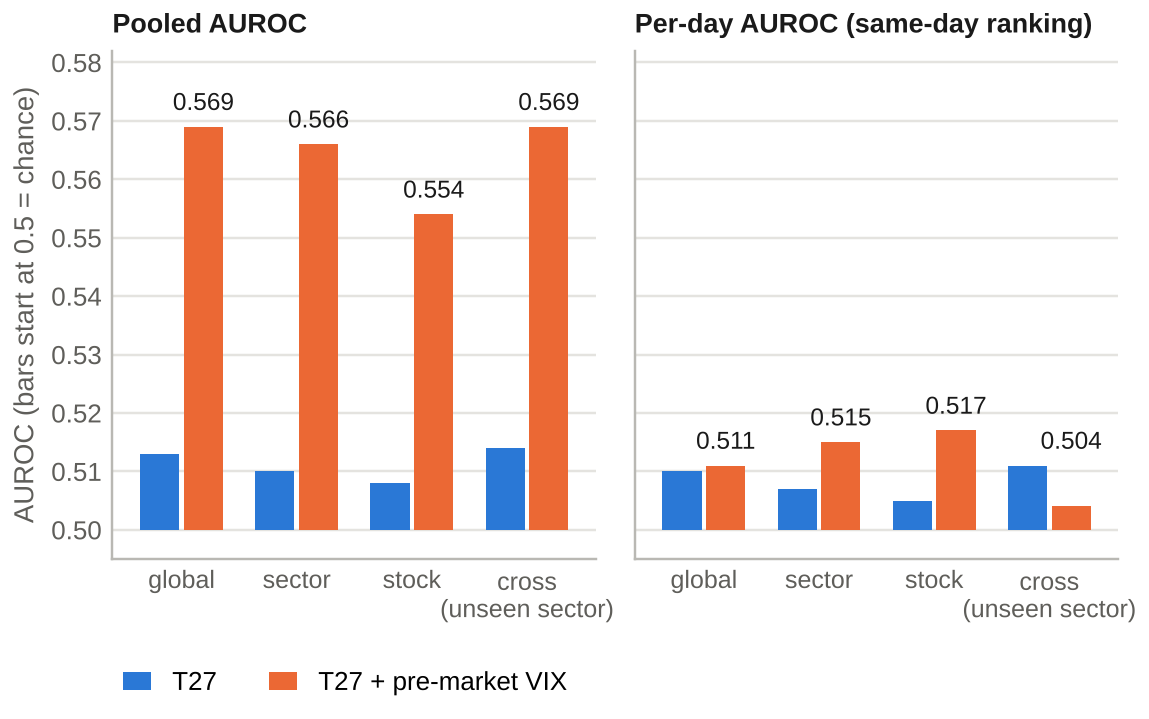 Pooled AUROC
Per-day AUROC (same-day ranking)
AUROC (bars start at 0.5 = chance)
0.58
0.57
0.56
0.55
0.54
0.53
0.52
0.51
0.50
0.569
0.566
0.554
0.569
0.511
0.515
0.517
0.504
global
sector
stock
cross
(unseen sector)
global
sector
stock
cross
(unseen sector)
T27
T27 + pre-market VIX